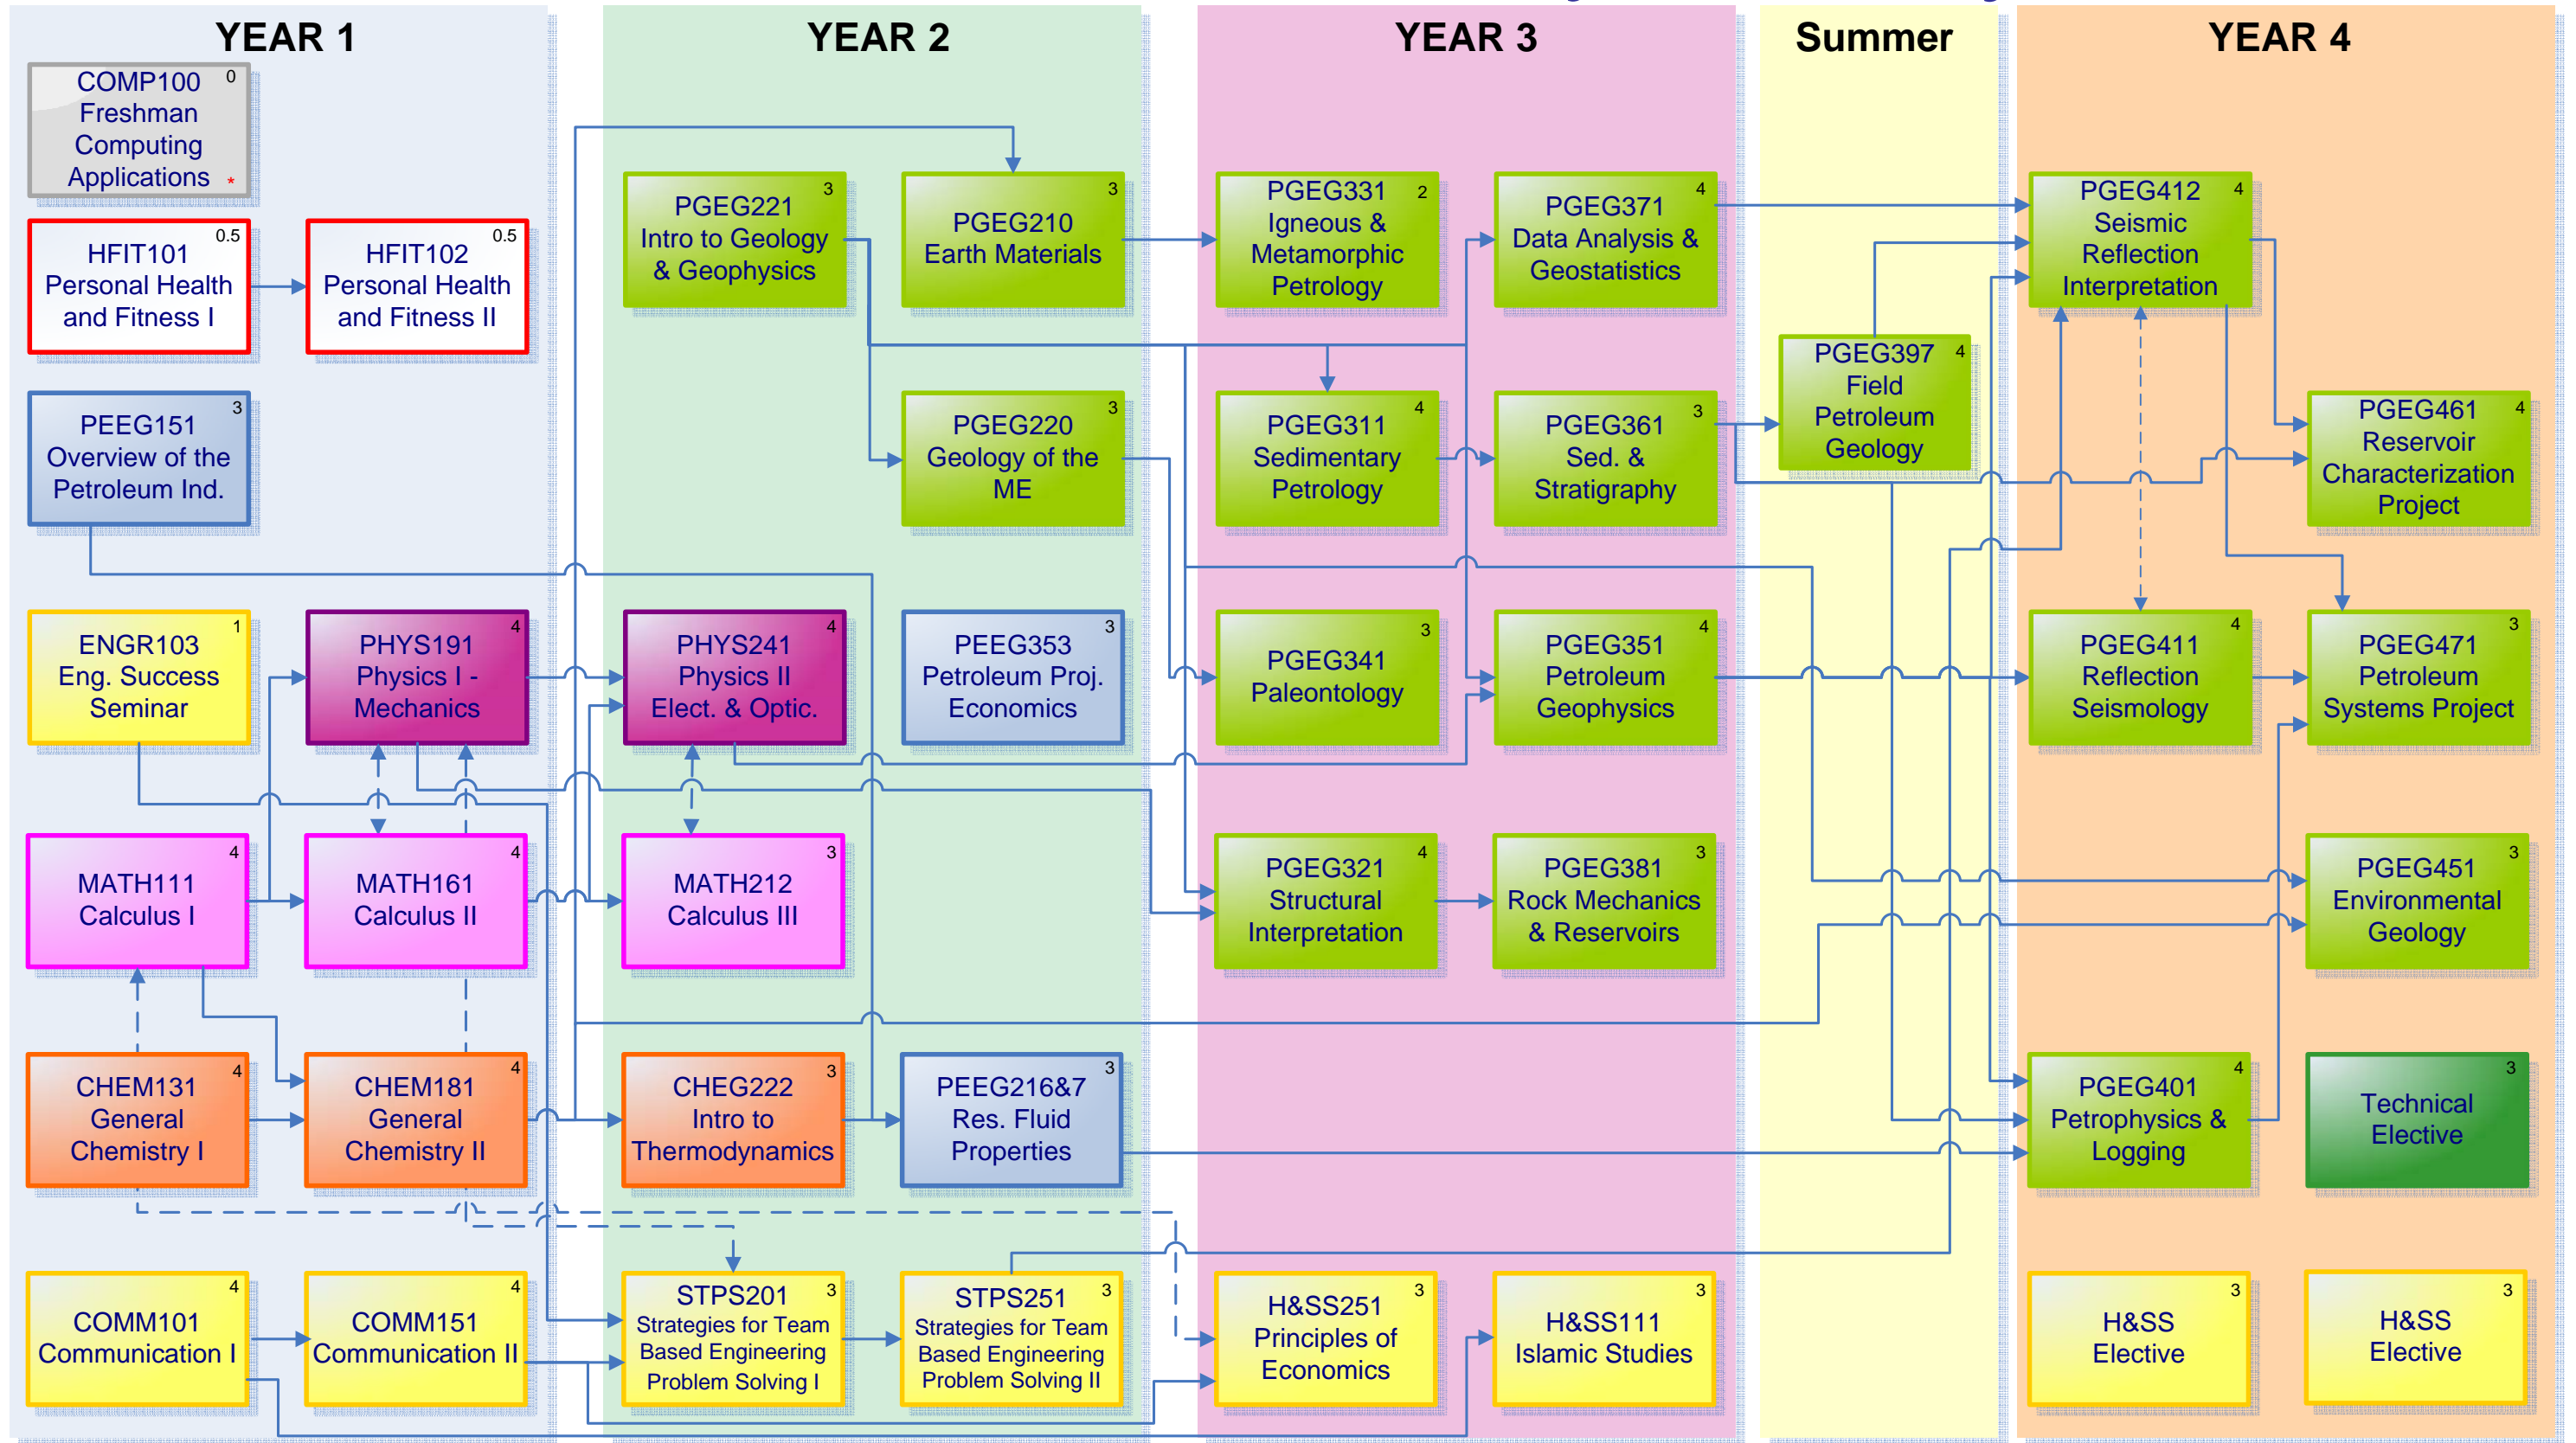 YEAR 1
COMP100
0
Freshman
Computing
Applications
*
HFIT101
0.5
Personal Health
and Fitness I
HFIT102
0.5
Personal Health
and Fitness II
PEEG151
3
Overview of the
Petroleum Ind.
ENGR103
1
Eng. Success
Seminar
PHYS191
4
Physics I -
Mechanics
MATH111
4
Calculus I
MATH161
4
Calculus II
CHEM131
4
General
Chemistry I
CHEM181
4
General
Chemistry II
COMM101
4
Communication I
COMM151
4
Communication II
YEAR 2
PGEG221
3
Intro to Geology
& Geophysics
PGEG210
3
Earth Materials
PGEG220
3
Geology of the
ME
PHYS241
4
Physics II
Elect. & Optic.
PEEG353
3
Petroleum Proj.
Economics
MATH212
3
Calculus III
CHEG222
3
Intro to
Thermodynamics
PEEG216&7
3
Res. Fluid
Properties
STPS201
3
Strategies for Team
Based Engineering
Problem Solving I
STPS251
3
Strategies for Team
Based Engineering
Problem Solving II
YEAR 3
PGEG331
2
Igneous &
Metamorphic
Petrology
PGEG371
4
Data Analysis &
Geostatistics
PGEG311
4
Sedimentary
Petrology
PGEG361
3
Sed. &
Stratigraphy
PGEG341
3
Paleontology
PGEG351
4
Petroleum
Geophysics
PGEG321
4
Structural
Interpretation
PGEG381
3
Rock Mechanics
& Reservoirs
H&SS251
3
Principles of
Economics
H&SS111
3
Islamic Studies
Summer
PGEG397
4
Field
Petroleum
Geology
YEAR 4
PGEG412
4
Seismic
Reflection
Interpretation
PGEG461
4
Reservoir
Characterization
Project
PGEG411
4
Reflection
Seismology
PGEG471
3
Petroleum
Systems Project
PGEG451
3
Environmental
Geology
PGEG401
4
Petrophysics &
Logging
3
Technical
Elective
3
H&SS
Elective
3
H&SS
Elective